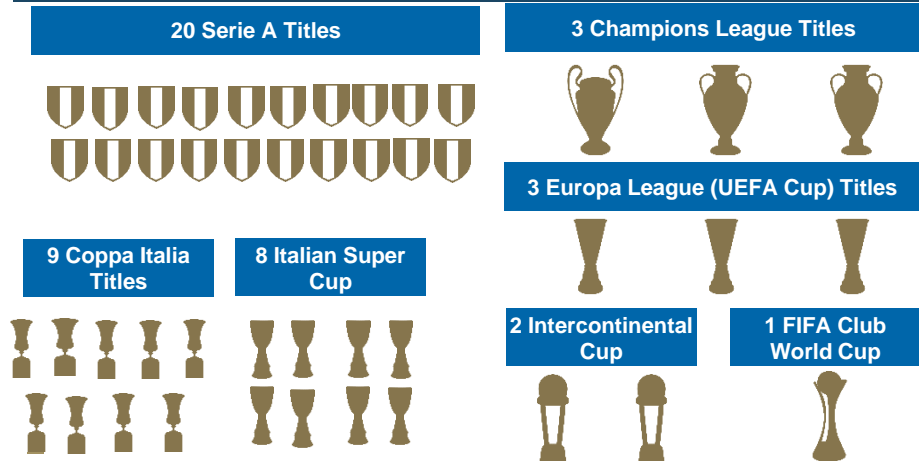 20 Serie A Titles
3 Champions League Titles
3 Europa League (UEFA Cup) Titles
9 Coppa Italia
Titles
8 Italian Super
Cup
2 Intercontinental
Cup
1 FIFA Club
World Cup